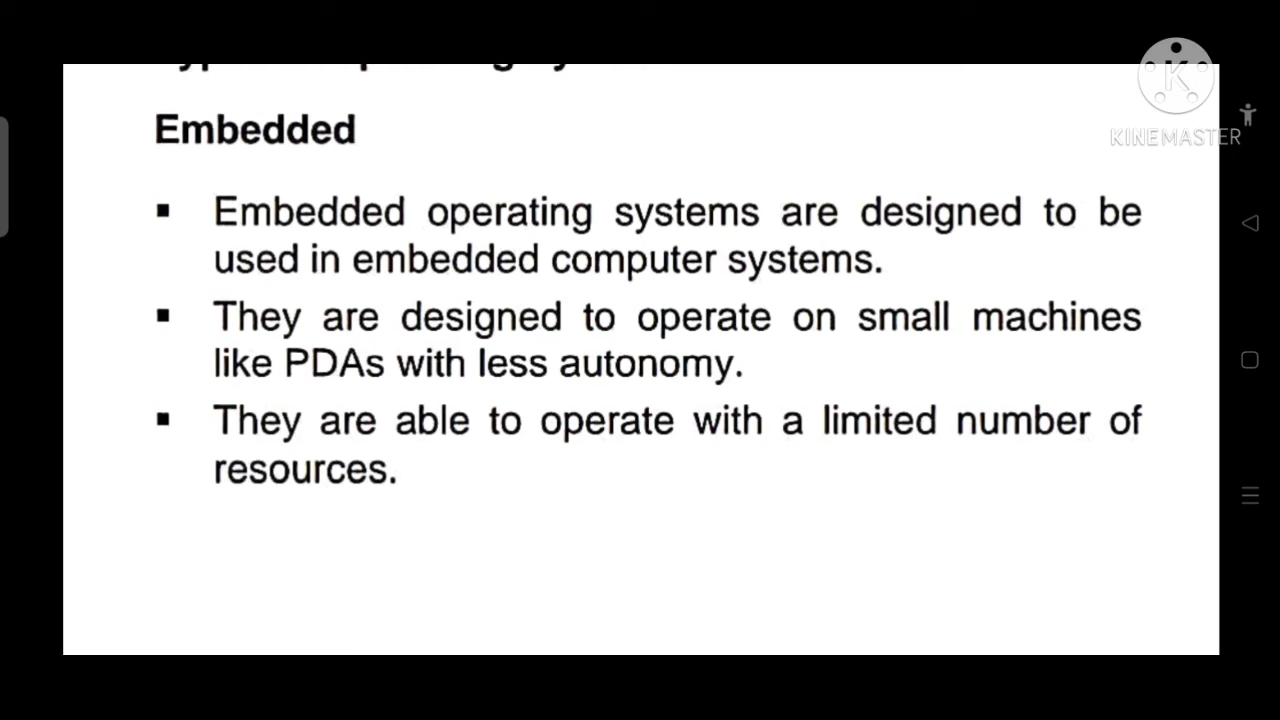 Embedded
▪ Embedded operating systems are designed to be
used in embedded computer systems.
▪ They are designed to operate on small machines
like PDAs with less autonomy.
▪ They are able to operate with a limited number of
resources.
K
KINEMASTER